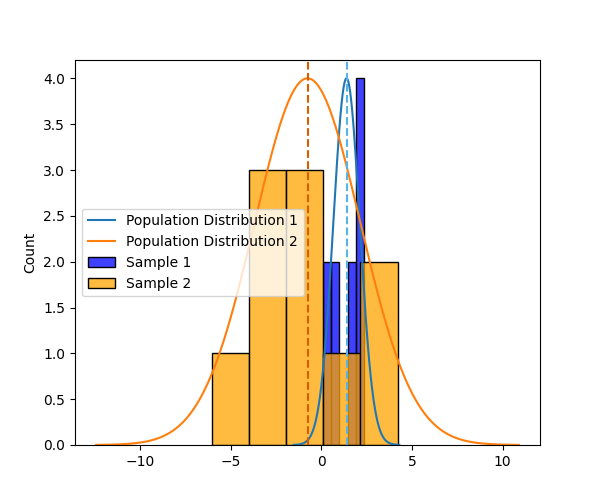 4.0
3.5
3.0
2.5
2.0
1.5
1.0
0.5
0.0
Count
Population Distribution 1
Population Distribution 2
Sample 1
Sample 2
−10 −5 0 5 10